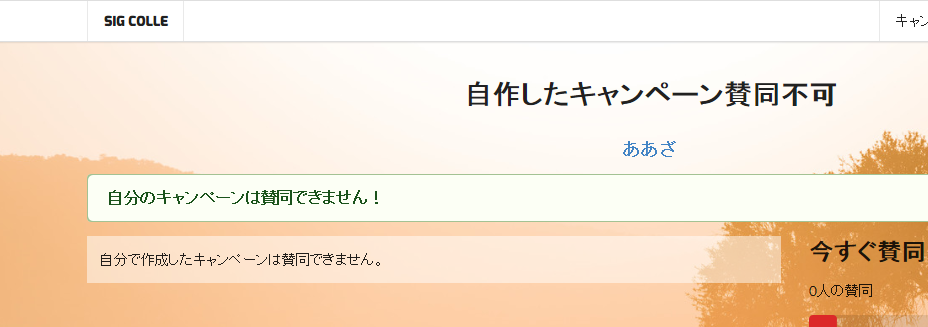 SIG COLLE
キャン
自作したキャンペーン賛同不可
ああざ
自分のキャンペーンは賛同できません！
自分で作成したキャンペーンは賛同できません。
今すぐ賛同
0人の賛同